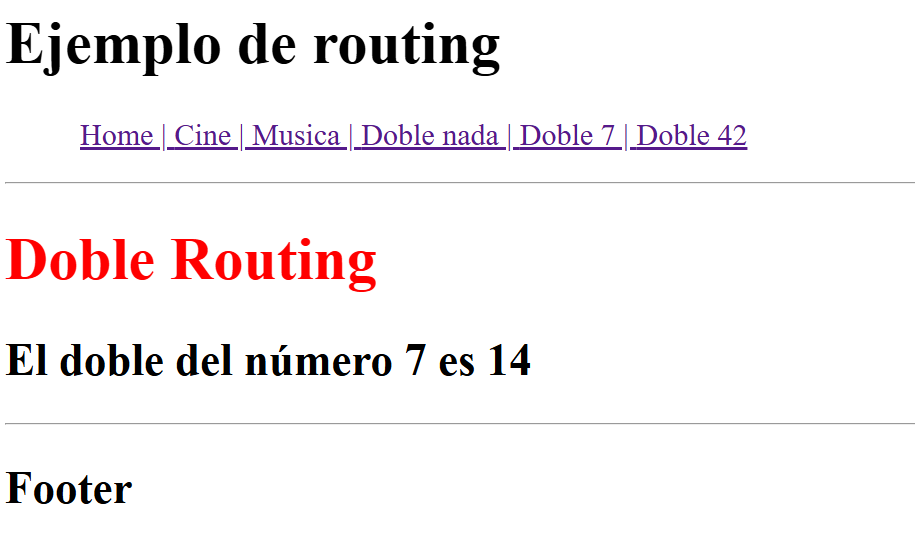 Ejemplo de routing
Home | Cine | Musica | Doble nada | Doble 7 | Doble 42
Doble Routing
El doble del número 7 es 14
Footer